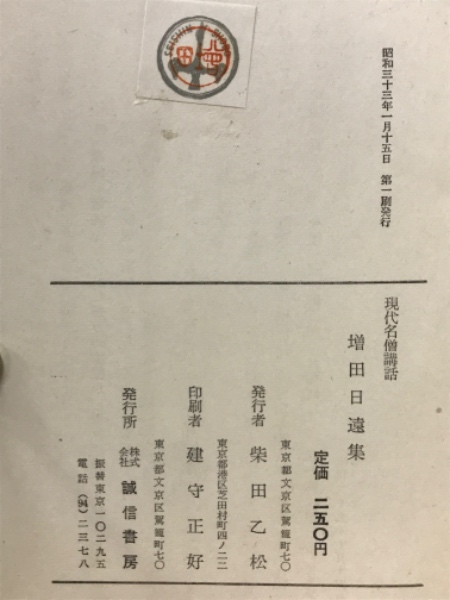 SEISHIN SHOBO
昭和三十三年一月十五日 第一刷発行
現代名僧講話
増田日遠集
定価 二五〇円
東京都文京区駕籠町七〇
発行者 柴田乙松
東京都港区芝田村町四ノ二二
印刷者 建守正好
東京都文京区駕籠町七〇
発行所 株式会社 誠信書房
振替東京一〇二九五
電話 二三七八